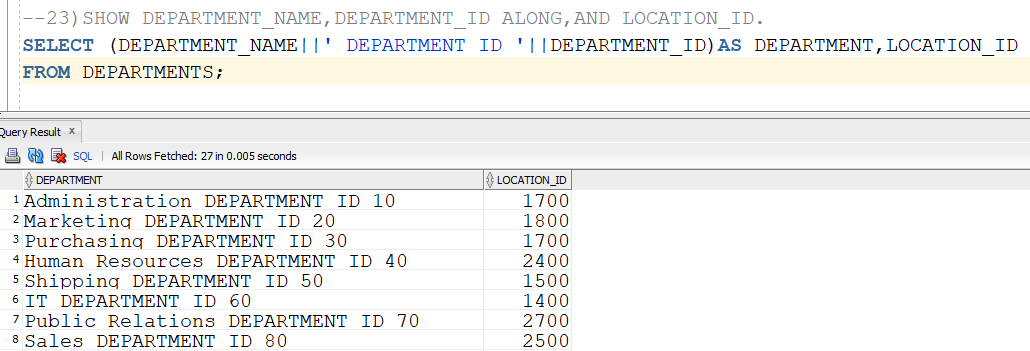 --23)SHOW DEPARTMENT_NAME,DEPARTMENT_ID ALONG,AND LOCATION_ID.
SELECT (DEPARTMENT_NAME||' DEPARTMENT ID '||DEPARTMENT_ID)AS DEPARTMENT,LOCATION_ID
FROM DEPARTMENTS;
Query Result x
SQL | All Rows Fetched: 27 in 0.005 seconds
DEPARTMENT LOCATION_ID
1 Administration DEPARTMENT ID 10 1700
2 Marketing DEPARTMENT ID 20 1800
3 Purchasing DEPARTMENT ID 30 1700
4 Human Resources DEPARTMENT ID 40 2400
5 Shipping DEPARTMENT ID 50 1500
6 IT DEPARTMENT ID 60 1400
7 Public Relations DEPARTMENT ID 70 2700
8 Sales DEPARTMENT ID 80 2500